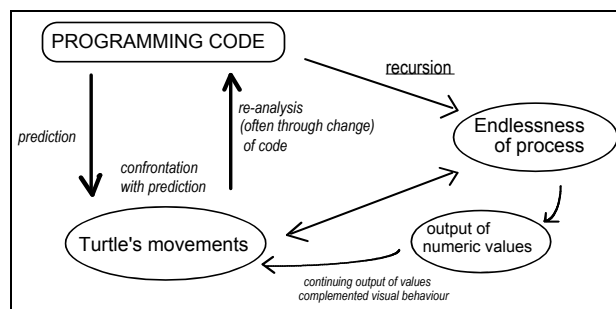 PROGRAMMING CODE
recursion
re-analysis
(often through change)
of code
prediction
Endlessness
of process
confrontation
with prediction
Turtle's movements
output of
numeric values
continuing output of values
complemented visual behaviour